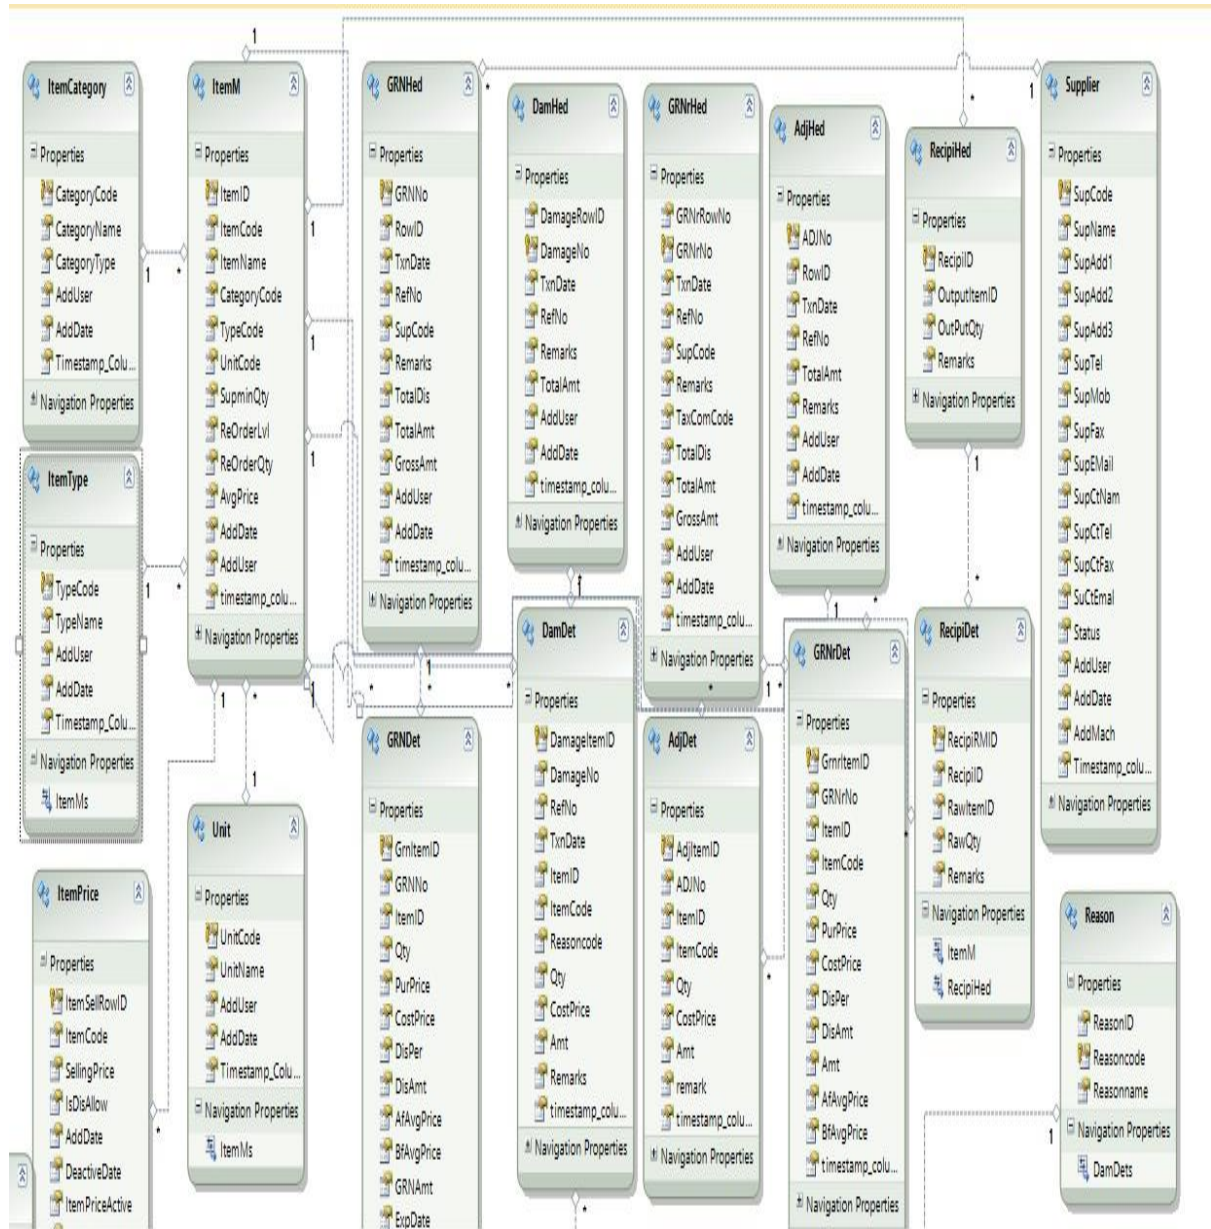 ItemCategory
Properties
CategoryCode
CategoryName
CategoryType
AddUser
AddDate
Timestamp_Colu...
Navigation Properties
ItemType
Properties
TypeCode
TypeName
AddUser
AddDate
Timestamp_Colu...
Navigation Properties
ItemMs
ItemPrice
Properties
ItemSellRowID
ItemCode
SellingPrice
IsDisAllow
AddDate
DeactiveDate
ItemPriceActive
ItemM
Properties
ItemID
ItemCode
ItemName
CategoryCode
TypeCode
UnitCode
SupminQty
ReOrderLvl
ReOrderQty
AvgPrice
AddDate
AddUser
timestamp_colu...
Navigation Properties
Unit
Properties
UnitCode
UnitName
AddUser
AddDate
Timestamp_Colu...
Navigation Properties
ItemMs
GRNHed
Properties
GRNNo
RowID
TxnDate
RefNo
SupCode
Remarks
TotalDis
TotalAmt
GrossAmt
AddUser
AddDate
timestamp_colu...
Navigation Properties
GRNDet
Properties
GrnItemID
GRNNo
ItemID
Qty
PurPrice
CostPrice
DisPer
DisAmt
AfAvgPrice
BfAvgPrice
GRNAmt
ExpDate
DamHed
Properties
DamageRowID
DamageNo
TxnDate
RefNo
Remarks
TotalAmt
AddUser
AddDate
timestamp_colu...
Navigation Properties
DamDet
Properties
DamageItemID
DamageNo
RefNo
TxnDate
ItemID
ItemCode
Reasoncode
Qty
CostPrice
Amt
Remarks
timestamp_colu...
Navigation Properties
GRNrHed
Properties
GRNrRowNo
GRNrNo
TxnDate
RefNo
SupCode
Remarks
TaxComCode
TotalDis
TotalAmt
GrossAmt
AddUser
AddDate
timestamp_colu...
Navigation Properties
AdjDet
Properties
AdjItemID
ADJNo
ItemID
ItemCode
Qty
CostPrice
Amt
remark
timestamp_colu...
Navigation Properties
AdjHed
Properties
ADJNo
RowID
TxnDate
RefNo
TotalAmt
Remarks
AddUser
AddDate
timestamp_colu...
Navigation Properties
GRNrDet
Properties
GrnrItemID
GRNrNo
ItemID
ItemCode
Qty
PurPrice
CostPrice
DisPer
DisAmt
Amt
AfAvgPrice
BfAvgPrice
timestamp_colu...
Navigation Properties
RecipiHed
Properties
RecipiID
OutputItemID
OutPutQty
Remarks
Navigation Properties
RecipiDet
Properties
RecipiRMID
RecipiID
RawItemID
RawQty
Remarks
Navigation Properties
ItemM
RecipiHed
Supplier
Properties
SupCode
SupName
SupAdd1
SupAdd2
SupAdd3
SupTel
SupMob
SupFax
SupEMail
SupCtNam
SupCtTel
SupCtFax
SuCtEmal
Status
AddUser
AddDate
AddMach
Timestamp_colu...
Navigation Properties
Reason
Properties
ReasonID
Reasoncode
Reasonname
Navigation Properties
DamDets